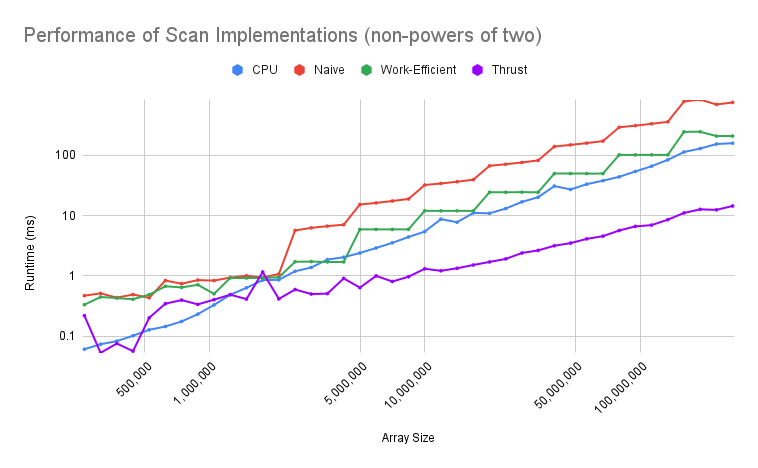 Performance of Scan Implementations (non-powers of two)
CPU Naive Work-Efficient Thrust
100
10
1
0.1
Runtime (ms)
500,000 1,000,000 5,000,000 10,000,000 50,000,000 100,000,000
Array Size